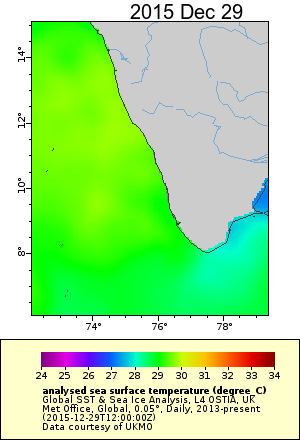 2015 Dec 29
14°
12°
10°
8°
74° 76° 78°
24 25 26 27 28 29 30 31 32 33 34
analysed sea surface temperature (degree_C)
Global SST & Sea Ice Analysis, L4 OSTIA, UK
Met Office, Global, 0.05°, Daily, 2013-present
(2015-12-29T12:00:00Z)
Data courtesy of UKMO